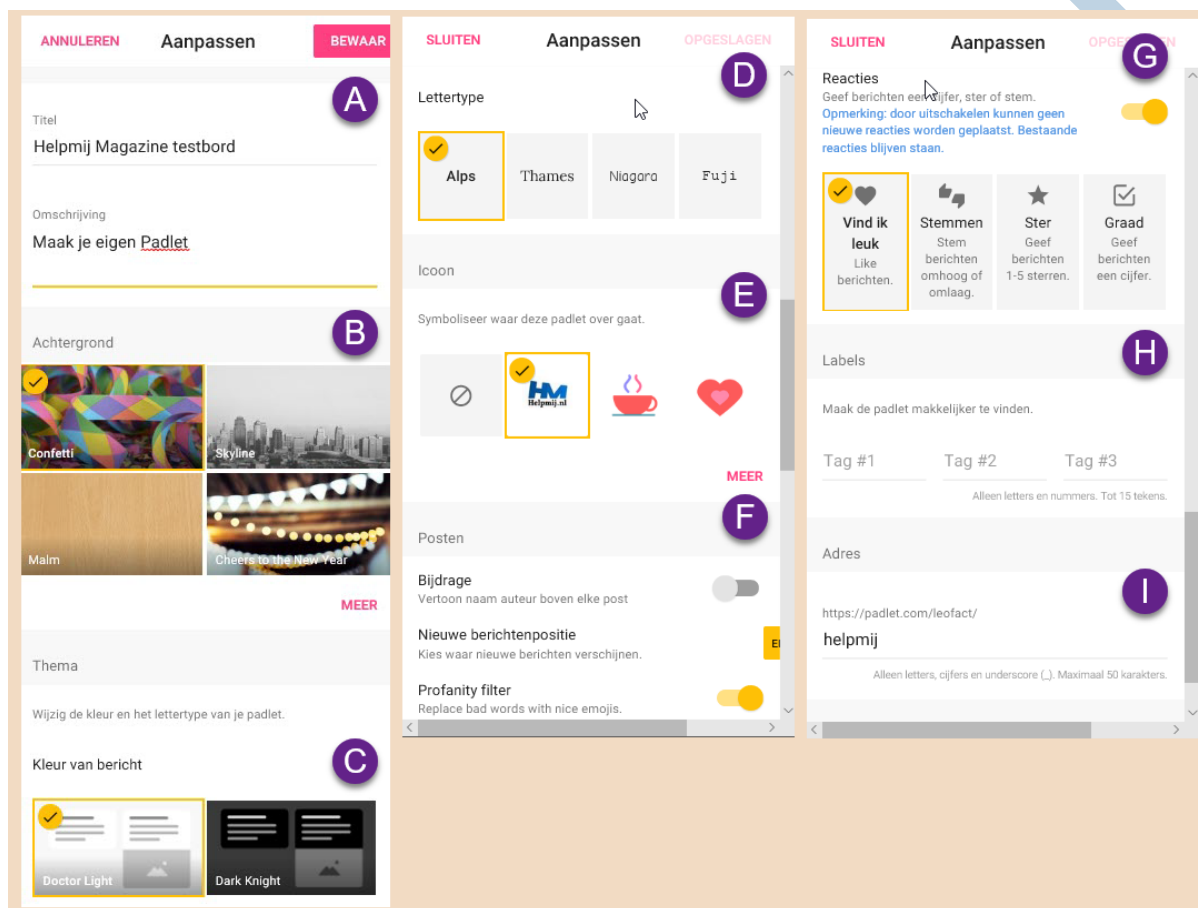 ANNULEREN Aanpassen BEWAAR
A
Titel
Helpmij Magazine testbord
Omschrijving
Maak je eigen Padlet
B
Achtergrond
Confetti Skyline
Malm Cheers to the New Year
MEER
Thema
Wijzig de kleur en het lettertype van je padlet.
Kleur van bericht
C
Doctor Light Dark Knight
SLUITEN Aanpassen OPGESLAGEN
D
Lettertype
Alps Thames Niagara Fuji
Icoon
E
Symboliseer waar deze padlet over gaat.
HM
Helpmij.nl
MEER
F
Posten
Bijdrage
Vertoon naam auteur boven elke post
Nieuwe berichtenpositie
Kies waar nieuwe berichten verschijnen.
Profanity filter
Replace bad words with nice emojis.
SLUITEN Aanpassen
G
Reacties
Geef berichten een cijfer, ster of stem.
Opmerking: door uitschakelen kunnen geen
nieuwe reacties worden geplaatst. Bestaande
reacties blijven staan.
Vind ik leuk
Like berichten.
Stemmen
Stem berichten omhoog of omlaag.
Ster
Geef berichten 1-5 sterren.
Graad
Geef berichten een cijfer.
H
Labels
Maak de padlet makkelijker te vinden.
Tag #1 Tag #2 Tag #3
Alleen letters en nummers. Tot 15 tekens.
Adres
I
https://padlet.com/leofact/
helpmij
Alleen letters, cijfers en underscore (_). Maximaal 50 karakters.